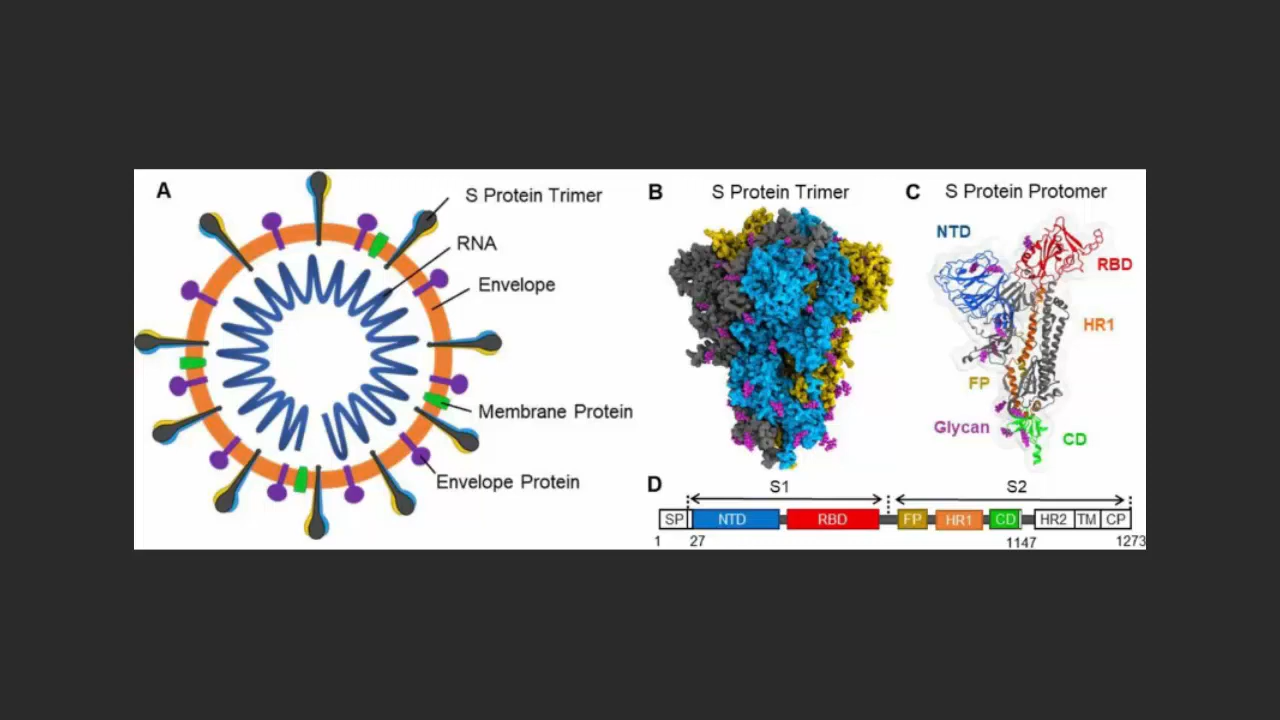 A
S Protein Trimer
RNA
Envelope
Membrane Protein
Envelope Protein
B
S Protein Trimer
C
S Protein Protomer
NTD
RBD
HR1
FP
Glycan
CD
D
S1
S2
SP
NTD
RBD
FP
HR1
CD
HR2
TM
CP
1
27
1147
1273